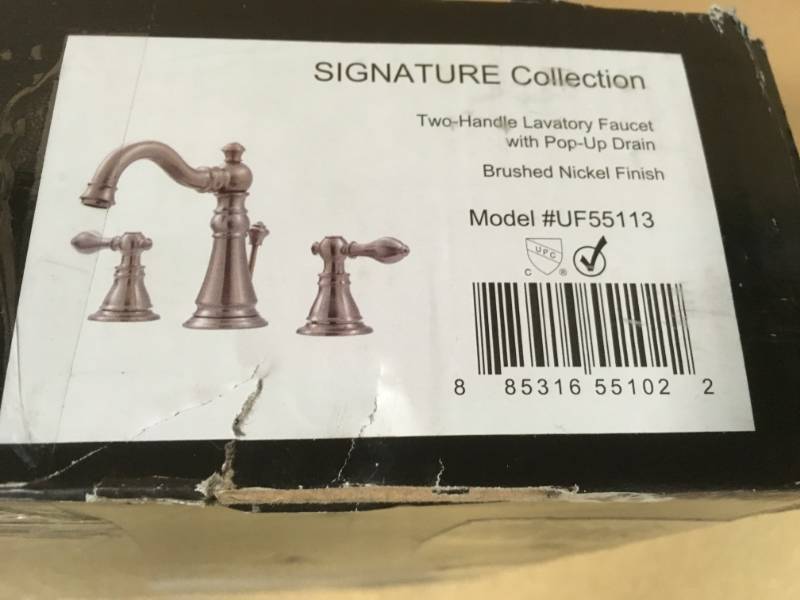 SIGNATURE Collection
Two-Handle Lavatory Faucet
with Pop-Up Drain
Brushed Nickel Finish
Model #UF55113
UPC
C ®
8 85316 55102 2